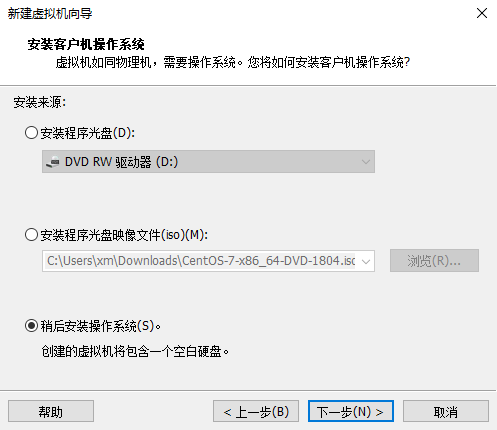 新建虚拟机向导
安装客户机操作系统
虚拟机如同物理机，需要操作系统。您将如何安装客户机操作系统?
安装来源:
安装程序光盘(D):
DVD RW 驱动器 (D:)
安装程序光盘映像文件(iso)(M):
C:\Users\xm\Downloads\CentOS-7-x86_64-DVD-1804.iso
浏览(R)...
稍后安装操作系统(S)。
创建的虚拟机将包含一个空白硬盘。
帮助
< 上一步(B)
下一步(N) >
取消